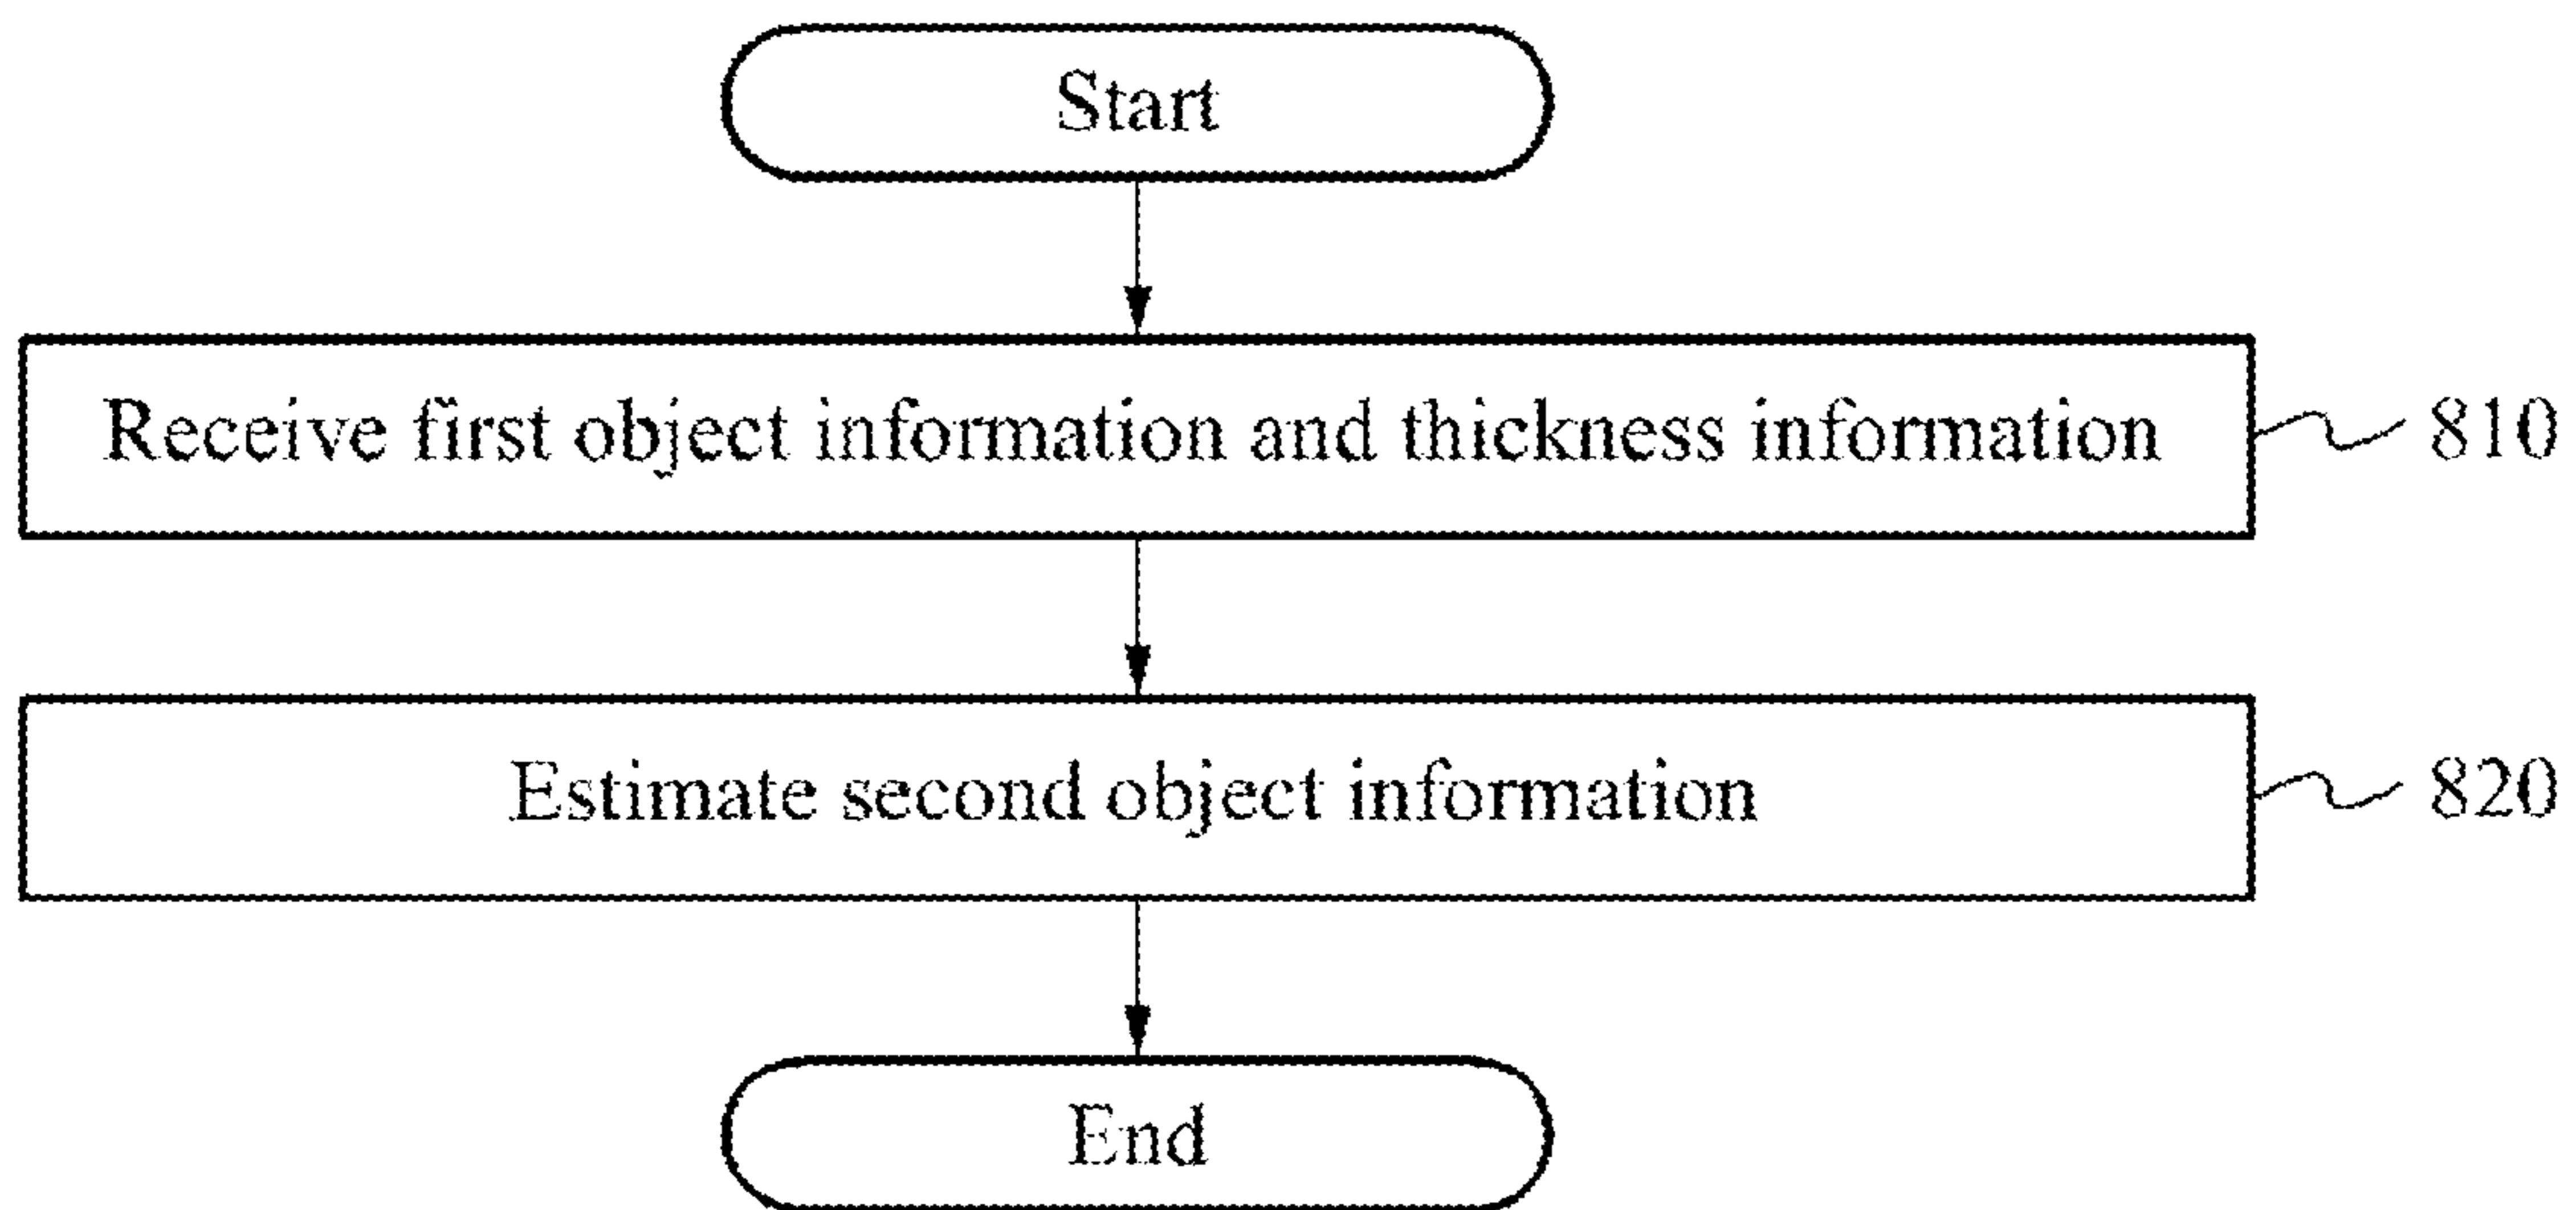 Start
Receive first object information and thickness information
810
Estimate second object information
820
End